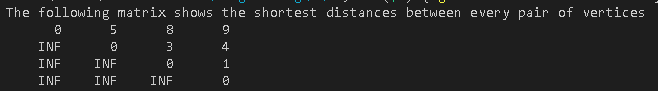 The following matrix shows the shortest distances between every pair of vertices
0 5 8 9
INF 0 3 4
INF INF 0 1
INF INF INF 0